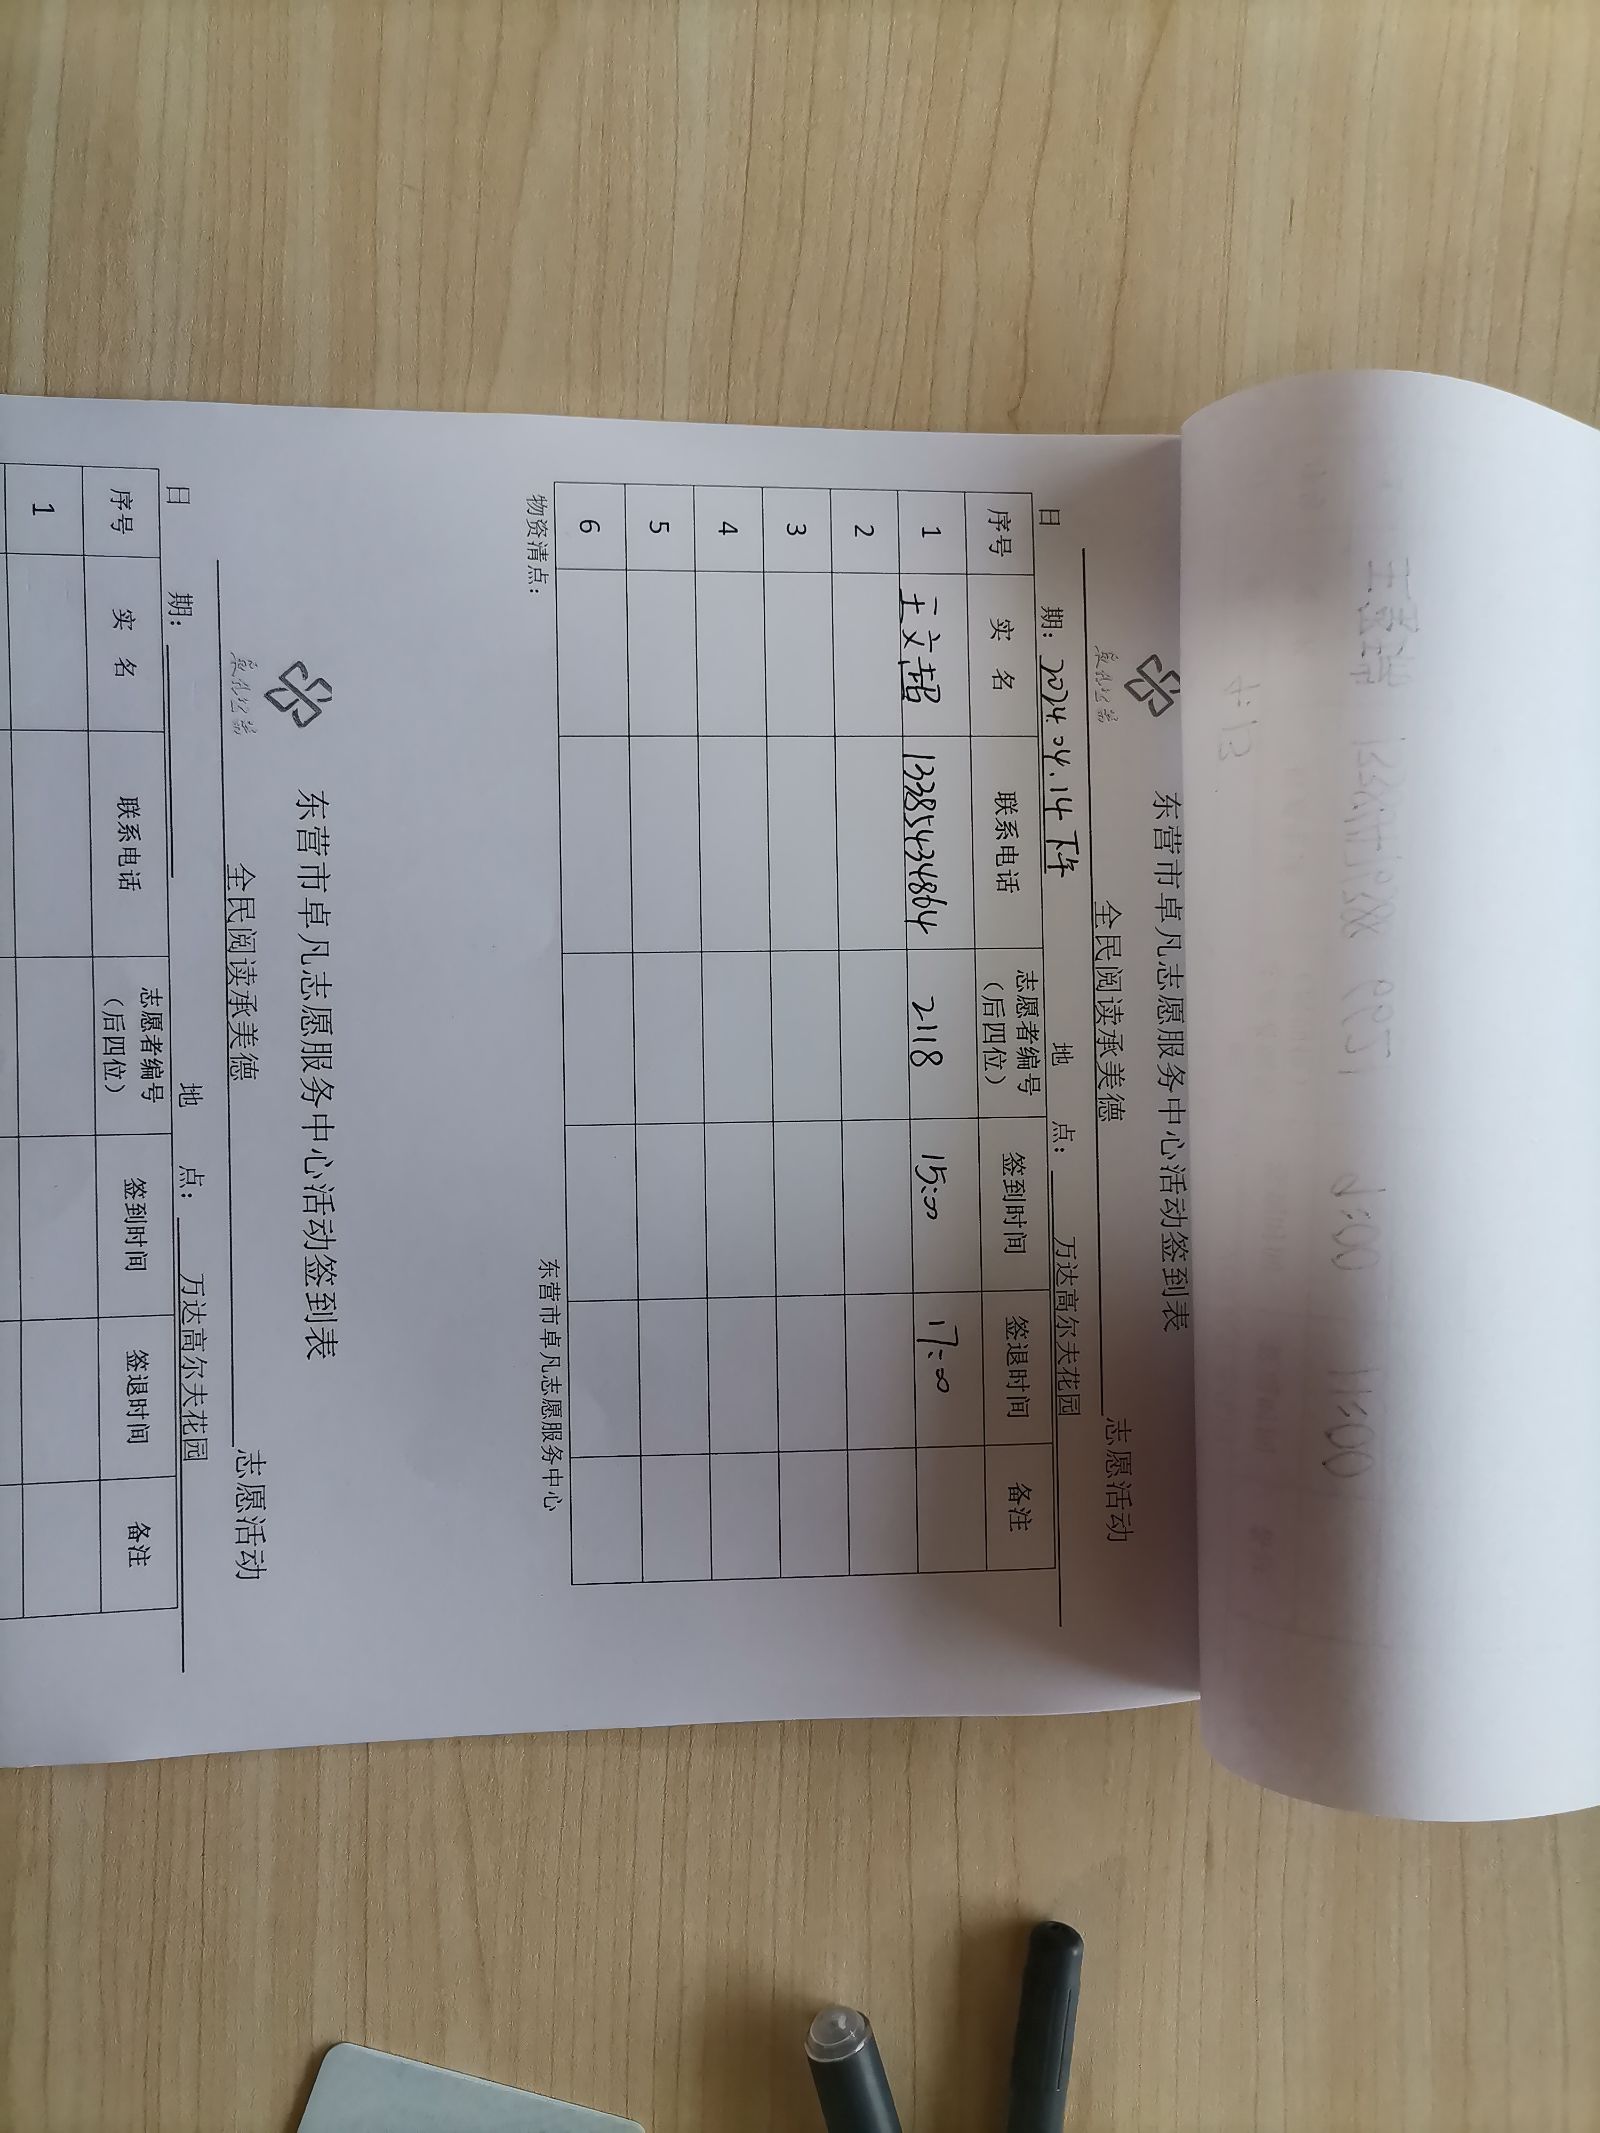 东营市卓凡志愿服务中心活动签到表
全民阅读承美德 志愿活动
日 期：2024.04.14 下午 地 点：万达高尔夫花园
序号 实 名 联系电话 志愿者编号（后四位） 签到时间 签退时间 备注
1 王文超 13385434864 2118 15:00 17:00
2
3
4
5
6
物资清点： 东营市卓凡志愿服务中心
东营市卓凡志愿服务中心活动签到表
全民阅读承美德 志愿活动
日 期： 地 点：万达高尔夫花园
序号 实 名 联系电话 志愿者编号（后四位） 签到时间 签退时间 备注
1